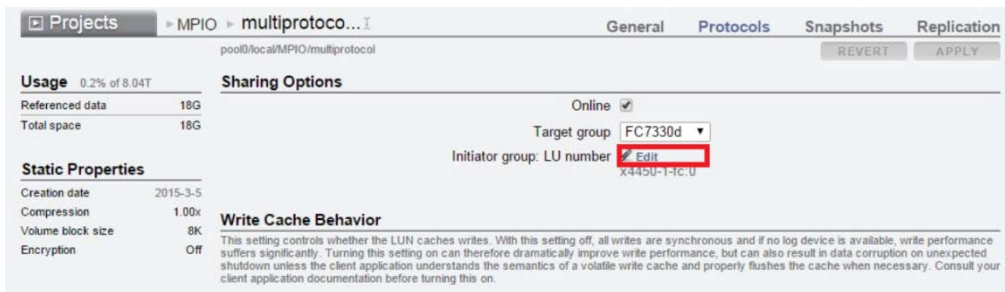 Projects MPIO multiprotoco... General Protocols Snapshots Replication
pool0/local/MPIO/multiprotocol REVERT APPLY
Usage 0.2% of 8.04T
Referenced data 18G
Total space 18G
Static Properties
Creation date 2015-3-5
Compression 1.00x
Volume block size 8K
Encryption Off
Sharing Options
Online
Target group FC7330d
Initiator group: LU number Edit
x4450-1-fc:0
Write Cache Behavior
This setting controls whether the LUN caches writes. With this setting off, all writes are synchronous and if no log device is available, write performance
suffers significantly. Turning this setting on can therefore dramatically improve write performance, but can also result in data corruption on unexpected
shutdown unless the client application understands the semantics of a volatile write cache and properly flushes the cache when necessary. Consult your
client application documentation before turning this on.